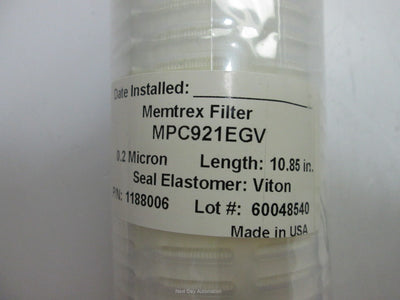 Date Installed:
Memtrex Filter
MPC921EGV
0.2 Micron Length: 10.85 in.
Seal Elastomer: Viton
P/N: 1188006 Lot #: 60048540
Made in USA
Next Day Automation